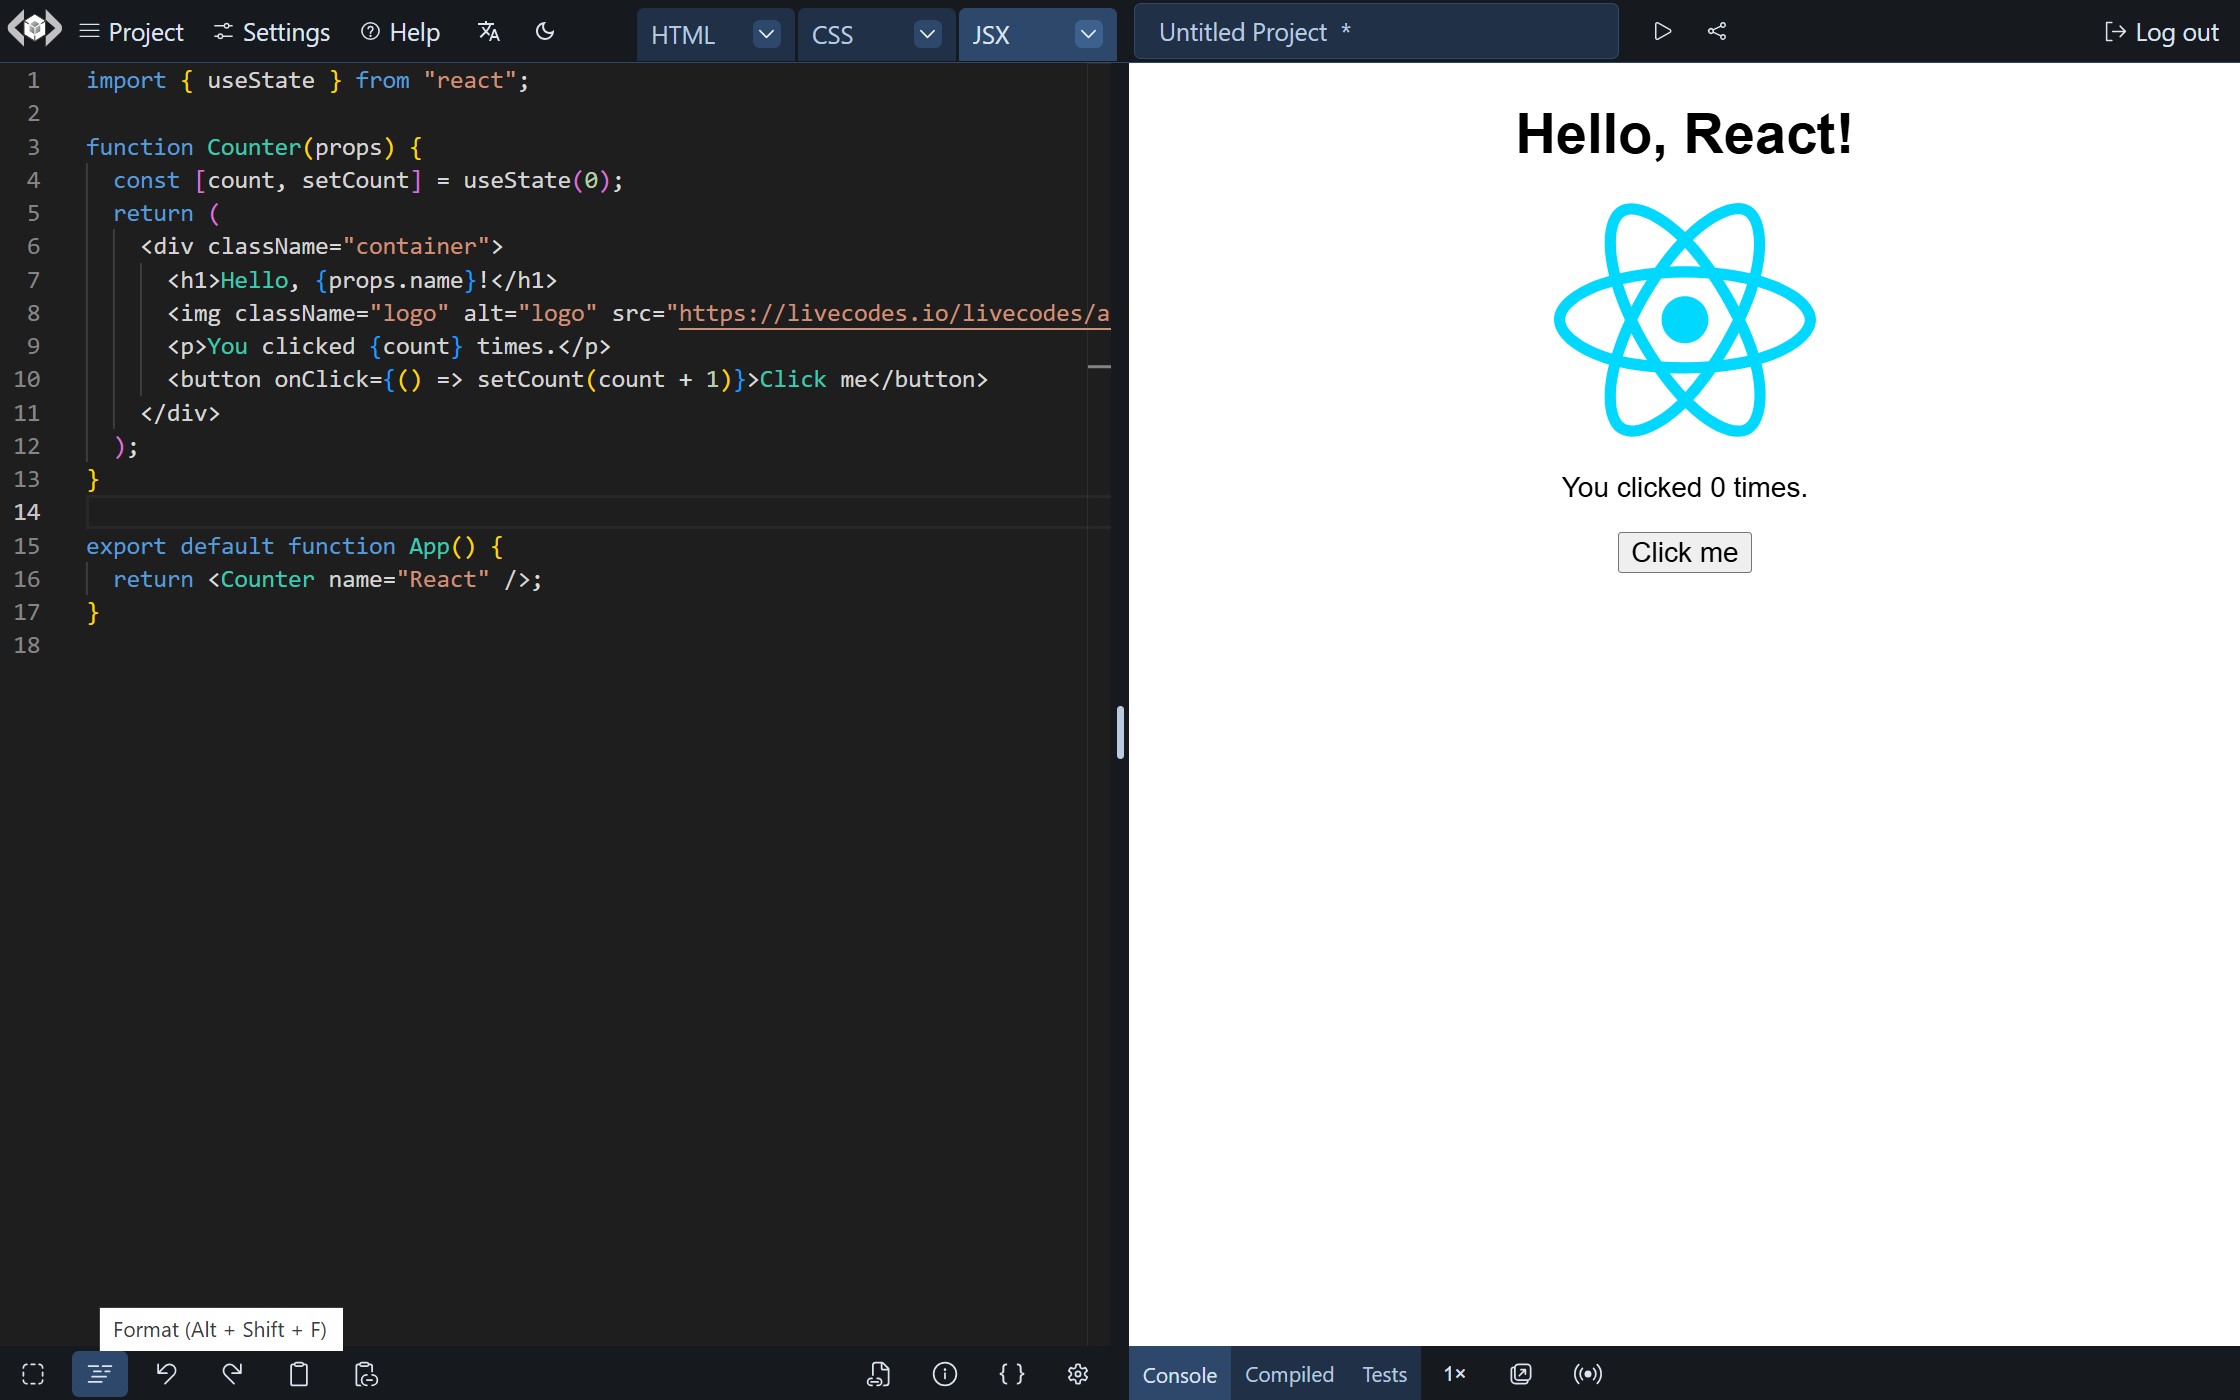 Project Settings Help HTML CSS JSX Untitled Project * Log out
1 import { useState } from "react";
2
3 function Counter(props) {
4 const [count, setCount] = useState(0);
5 return (
6 <div className="container">
7 <h1>Hello, {props.name}!</h1>
8 <img className="logo" alt="logo" src="https://livecodes.io/livecodes/a
9 <p>You clicked {count} times.</p>
10 <button onClick={() => setCount(count + 1)}>Click me</button>
11 </div>
12 );
13 }
14
15 export default function App() {
16 return <Counter name="React" />;
17 }
18
Format (Alt + Shift + F)
Hello, React!
You clicked 0 times.
Click me
Console Compiled Tests 1×